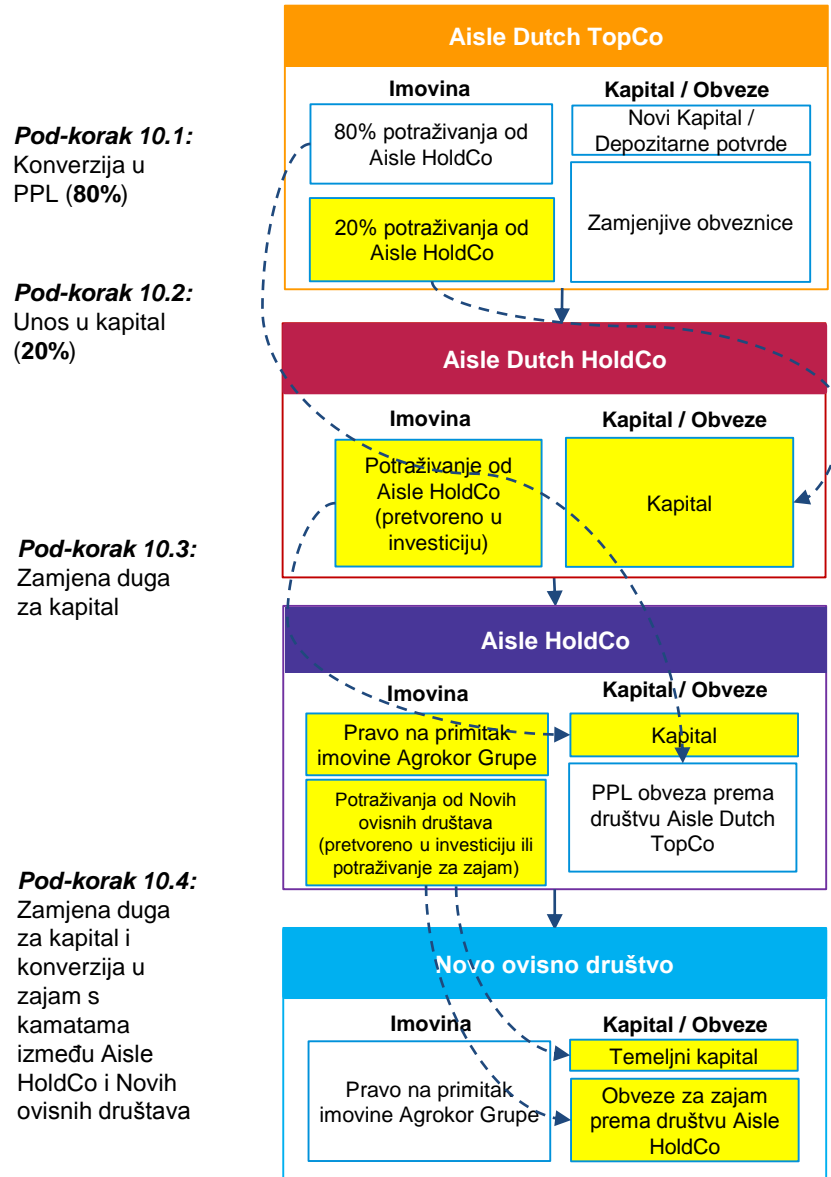 Aisle Dutch TopCo
Imovina
Kapital / Obveze
Pod-korak 10.1:
Konverzija u
PPL (80%)
80% potraživanja od
Aisle HoldCo
Novi Kapital /
Depozitarne potvrde
20% potraživanja od
Aisle HoldCo
Zamjenjive obveznice
Pod-korak 10.2:
Unos u kapital
(20%)
Aisle Dutch HoldCo
Imovina
Kapital / Obveze
Potraživanje od
Aisle HoldCo
(pretvoreno u
investiciju)
Kapital
Pod-korak 10.3:
Zamjena duga
za kapital
Aisle HoldCo
Imovina
Kapital / Obveze
Pravo na primitak
imovine Agrokor Grupe
Kapital
Potraživanja od Novih
ovisnih društava
(pretvoreno u investiciju ili
potraživanje za zajam)
PPL obveza prema
društvu Aisle Dutch
TopCo
Pod-korak 10.4:
Zamjena duga
za kapital i
konverzija u
zajam s
kamatama
između Aisle
HoldCo i Novih
ovisnih društava
Novo ovisno društvo
Imovina
Kapital / Obveze
Pravo na primitak
imovine Agrokor Grupe
Temeljni kapital
Obveze za zajam
prema društvu Aisle
HoldCo